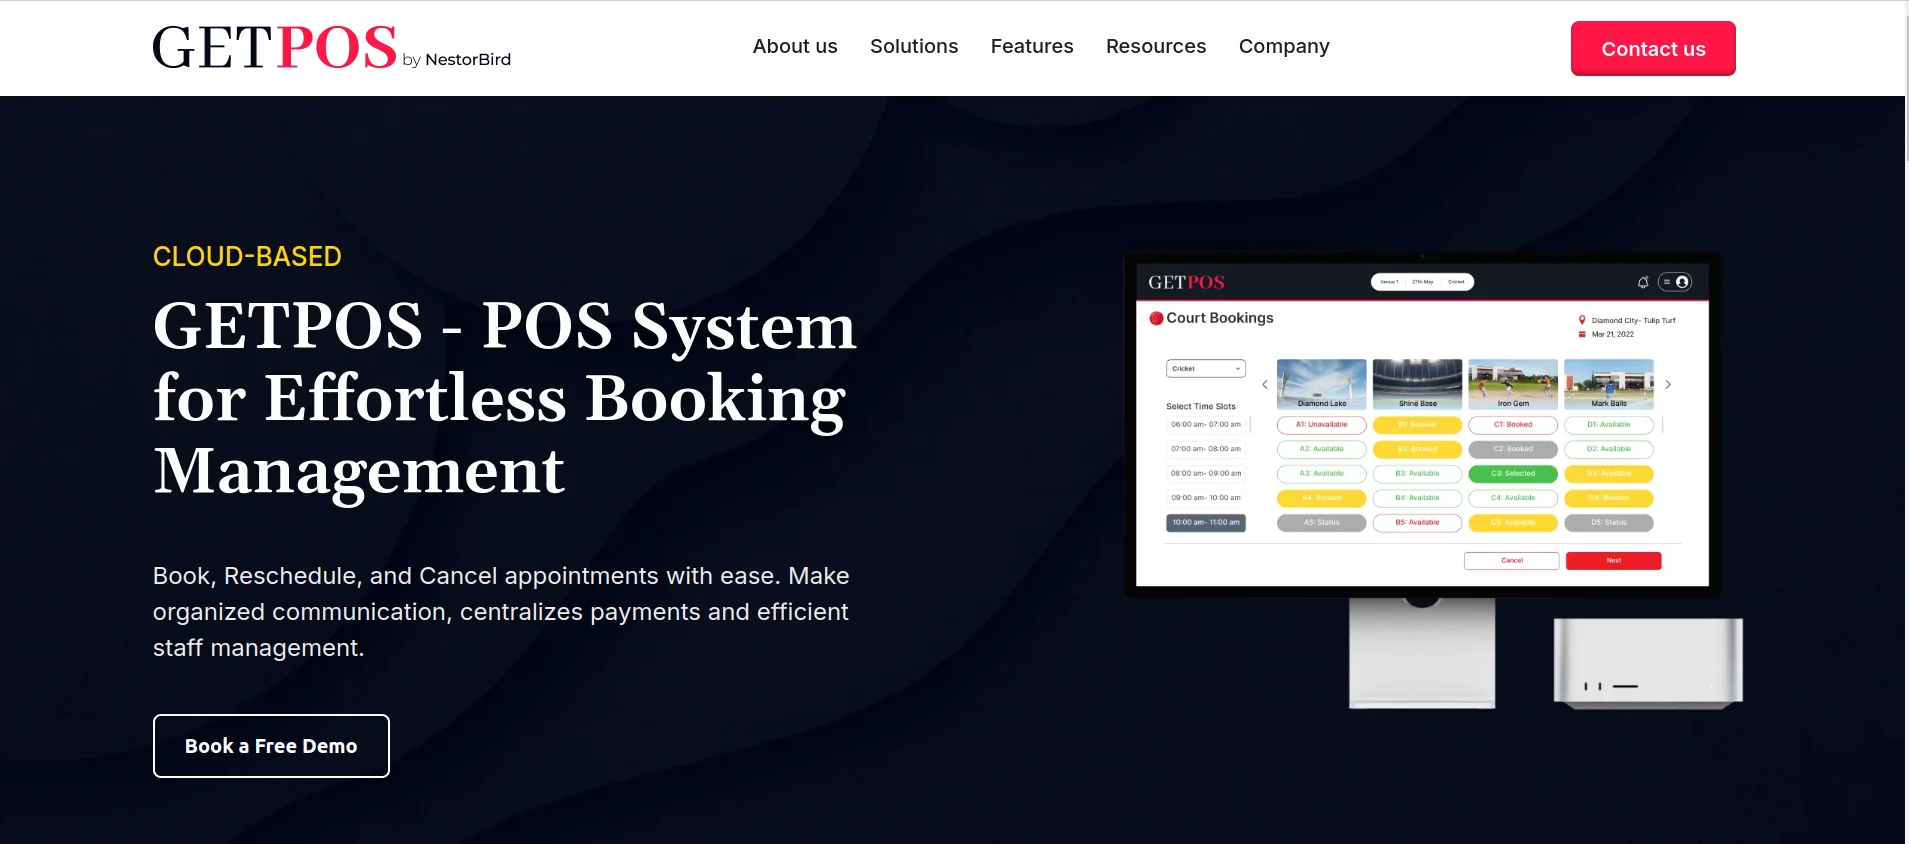 GETPOS by NestorBird
About us Solutions Features Resources Company
Contact us
CLOUD-BASED
GETPOS - POS System
for Effortless Booking
Management
Book, Reschedule, and Cancel appointments with ease. Make
organized communication, centralizes payments and efficient
staff management.
Book a Free Demo
GETPOS
Venue 1 27th May Cricket
Court Bookings
Diamond City- Tulip Turf
Mar 21, 2022
Cricket
Diamond Lake Shine Base Iron Gem Mark Balls
Select Time Slots
06:00 am- 07:00 am A1: Unavailable B1: Booked C1: Booked D1: Available
07:00 am- 08:00 am A2: Available B2: Booked C2: Booked D2: Available
08:00 am- 09:00 am A3: Available B3: Available C3: Selected D3: Available
09:00 am- 10:00 am A4: Booked B4: Available C4: Available D4: Booked
10:00 am- 11:00 am A5: Status B5: Available C5: Available D5: Status
Cancel Next